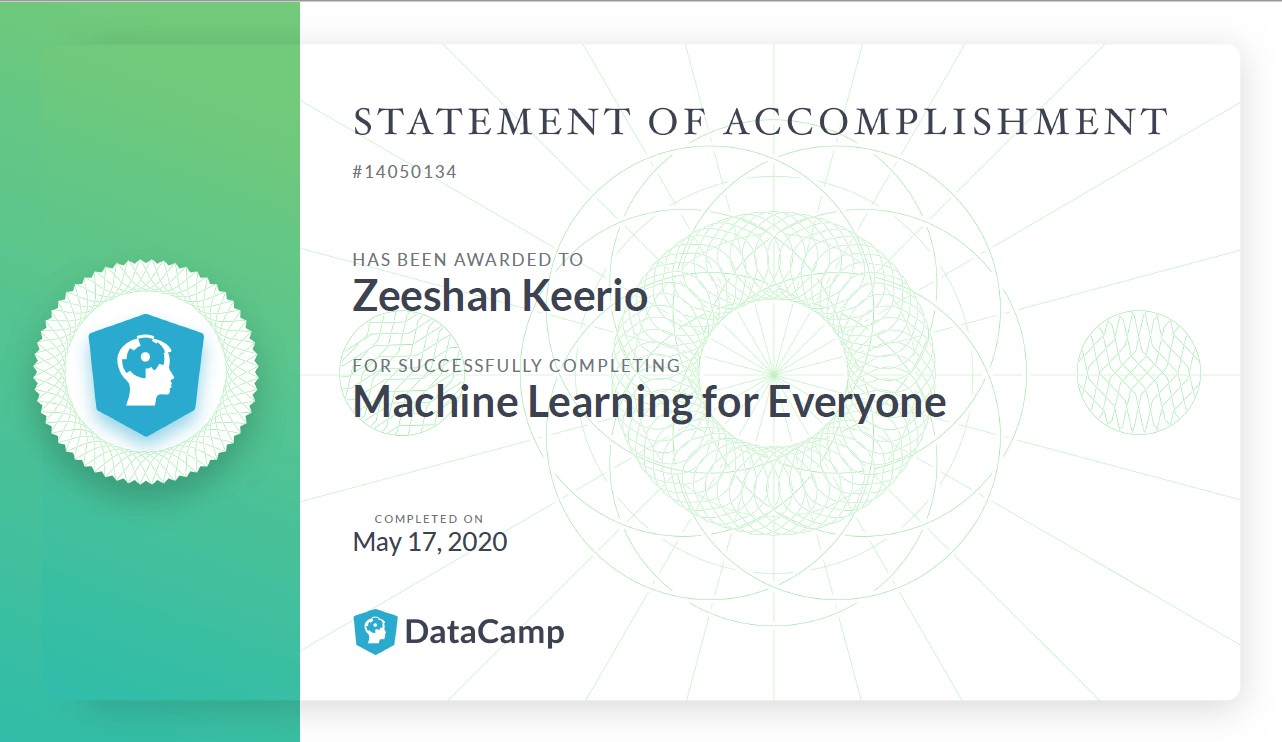 STATEMENT OF ACCOMPLISHMENT
#14050134
HAS BEEN AWARDED TO
Zeeshan Keerio
FOR SUCCESSFULLY COMPLETING
Machine Learning for Everyone
COMPLETED ON
May 17, 2020
DataCamp